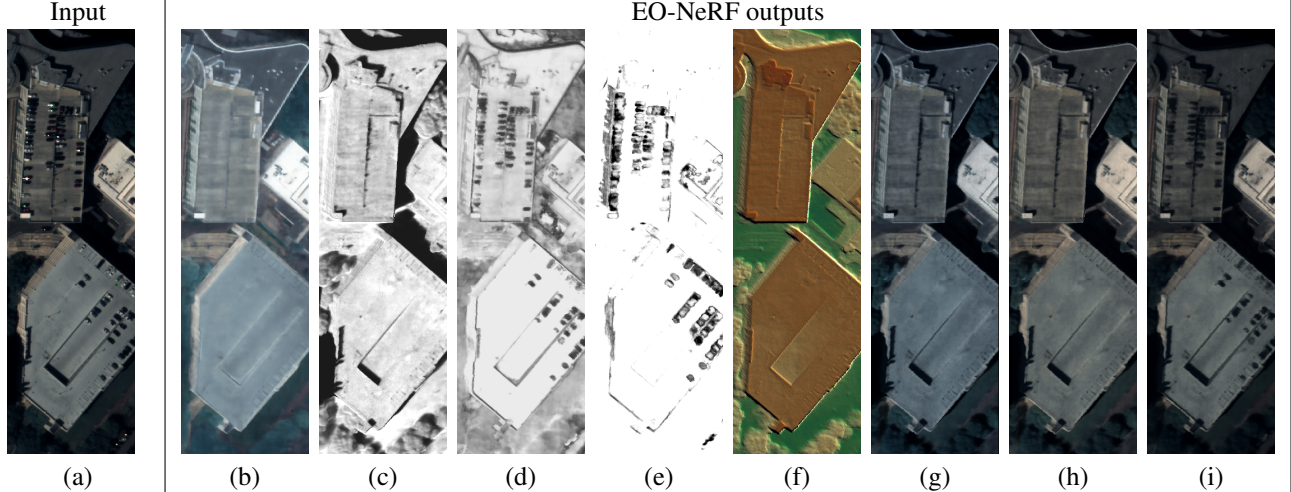 Input
EO-NeRF outputs
(a)
(b)
(c)
(d)
(e)
(f)
(g)
(h)
(i)